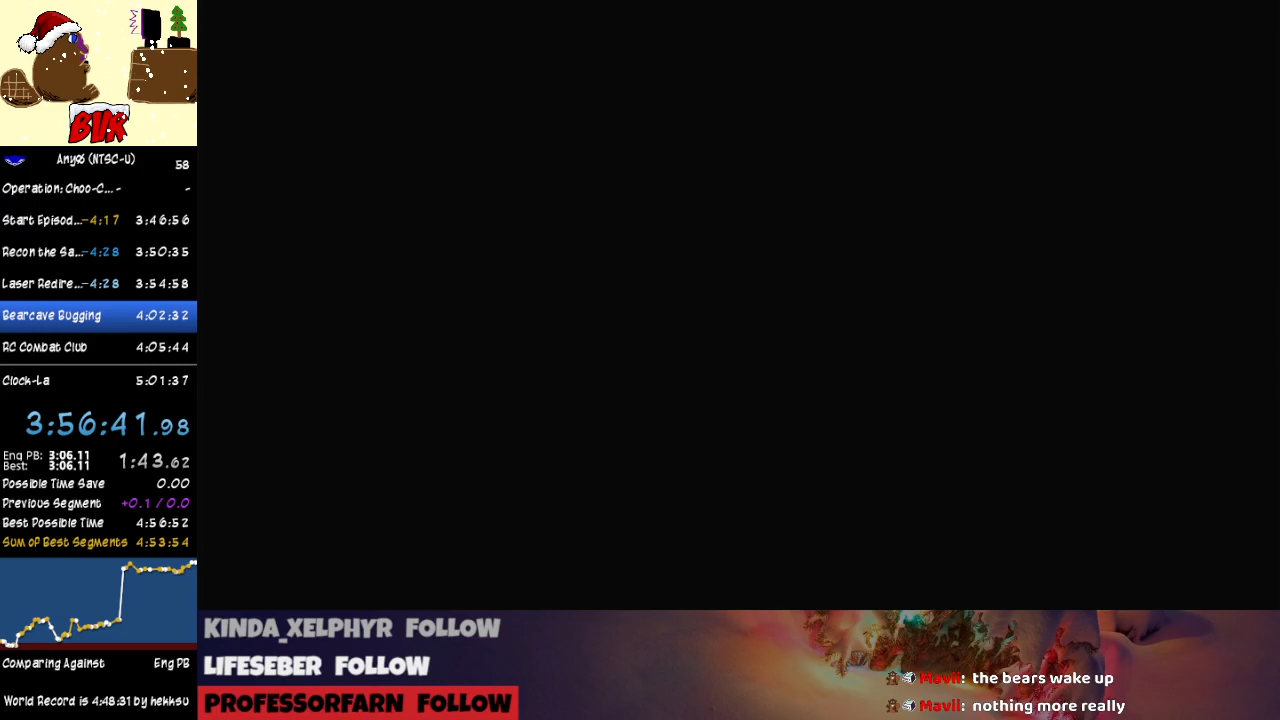 BVR
Any% (NTSC-U) 58
Operation: Choo-C... - -
Start Episod... -4:17 3:46:56
Recon the Sa... -4:28 3:50:35
Laser Redire... -4:28 3:54:58
Bearcave Bugging 4:02:32
RC Combat Club 4:05:44
Clock-La 5:01:37
3:56:41.98
Eng PB: 3:06.11
Best: 3:06.11
1:43.62
Possible Time Save 0.00
Previous Segment +0.1 / 0.0
Best Possible Time 4:56:52
Sum of Best Segments 4:53:54
Comparing Against Eng PB
World Record is 4:48:31 by hekksu
KINDA_XELPHYR FOLLOW
LIFESEBER FOLLOW
PROFESSORFARN FOLLOW
Mavii: the bears wake up
Mavii: nothing more really